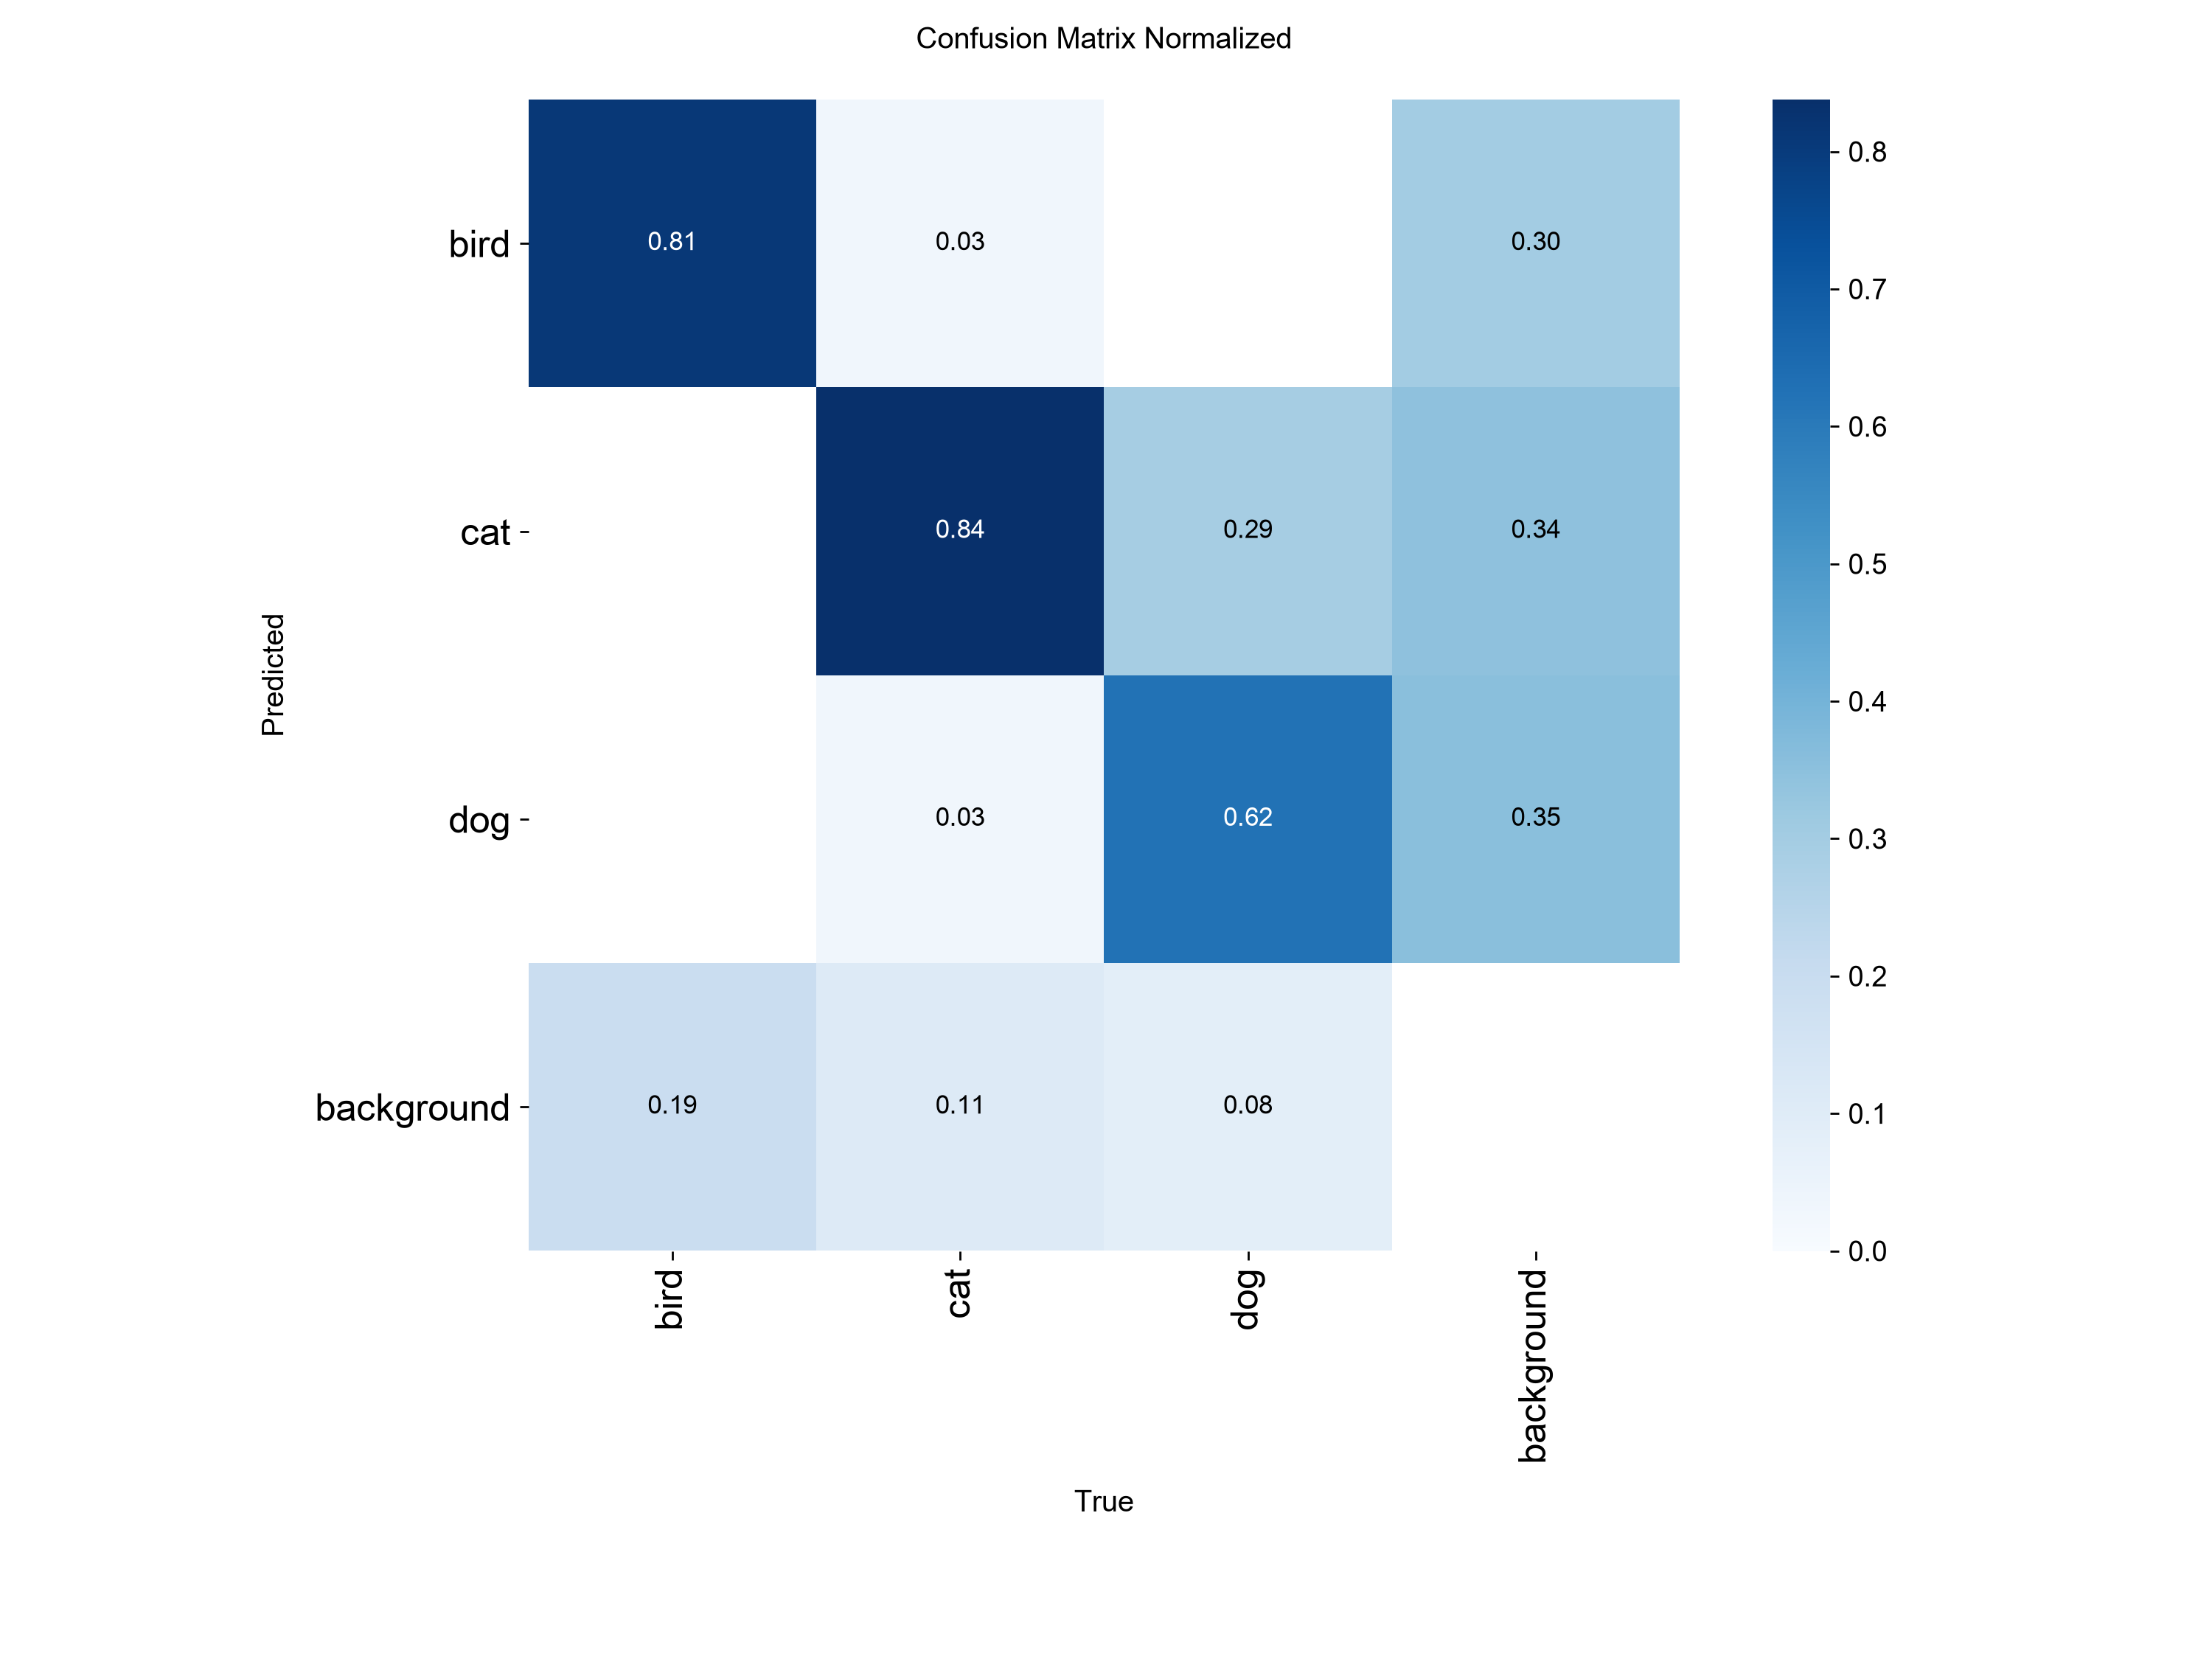 Confusion Matrix Normalized
bird
0.81
0.03
0.30
cat
0.84
0.29
0.34
dog
0.03
0.62
0.35
background
0.19
0.11
0.08
bird
cat
dog
background
Predicted
True
0.8
0.7
0.6
0.5
0.4
0.3
0.2
0.1
0.0